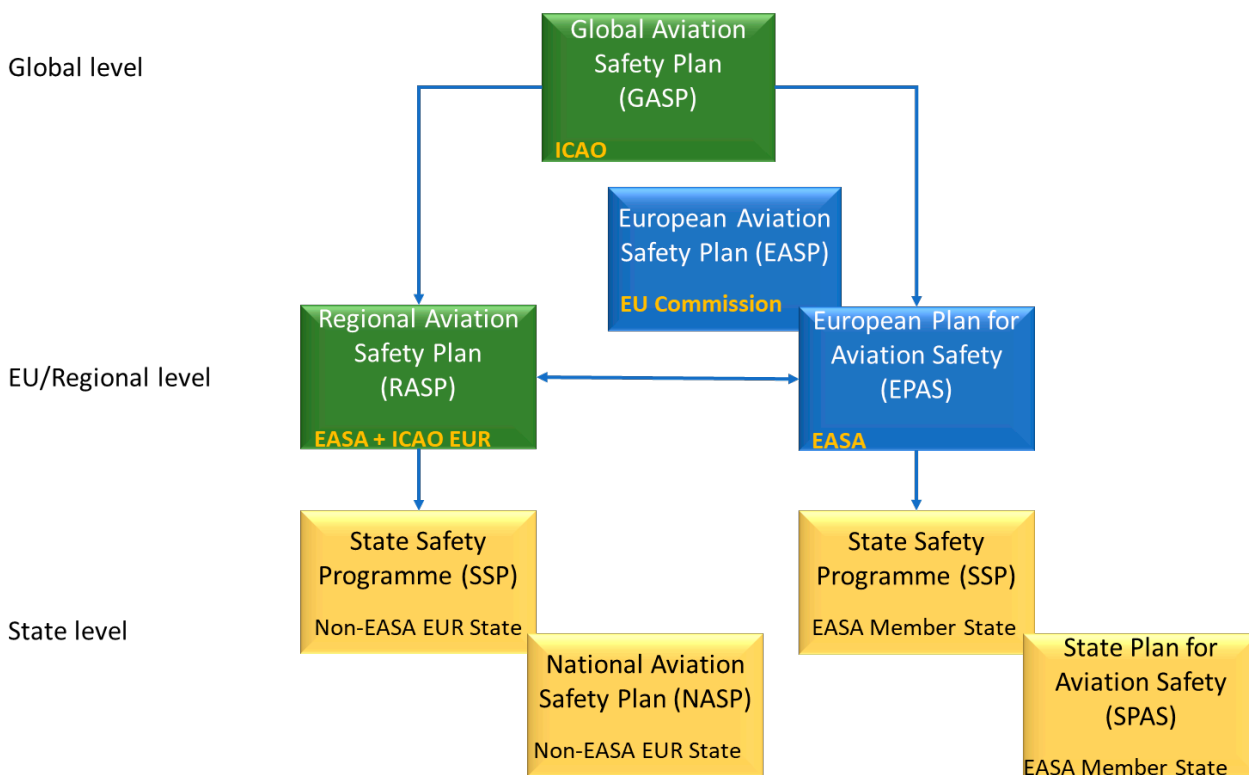 Global level
Global Aviation
Safety Plan
(GASP)
ICAO
European Aviation
Safety Plan (EASP)
EU Commission
EU/Regional level
Regional Aviation
Safety Plan
(RASP)
EASA + ICAO EUR
European Plan for
Aviation Safety
(EPAS)
EASA
State level
State Safety
Programme (SSP)
Non-EASA EUR State
National Aviation
Safety Plan (NASP)
Non-EASA EUR State
State Safety
Programme (SSP)
EASA Member State
State Plan for
Aviation Safety
(SPAS)
EASA Member State